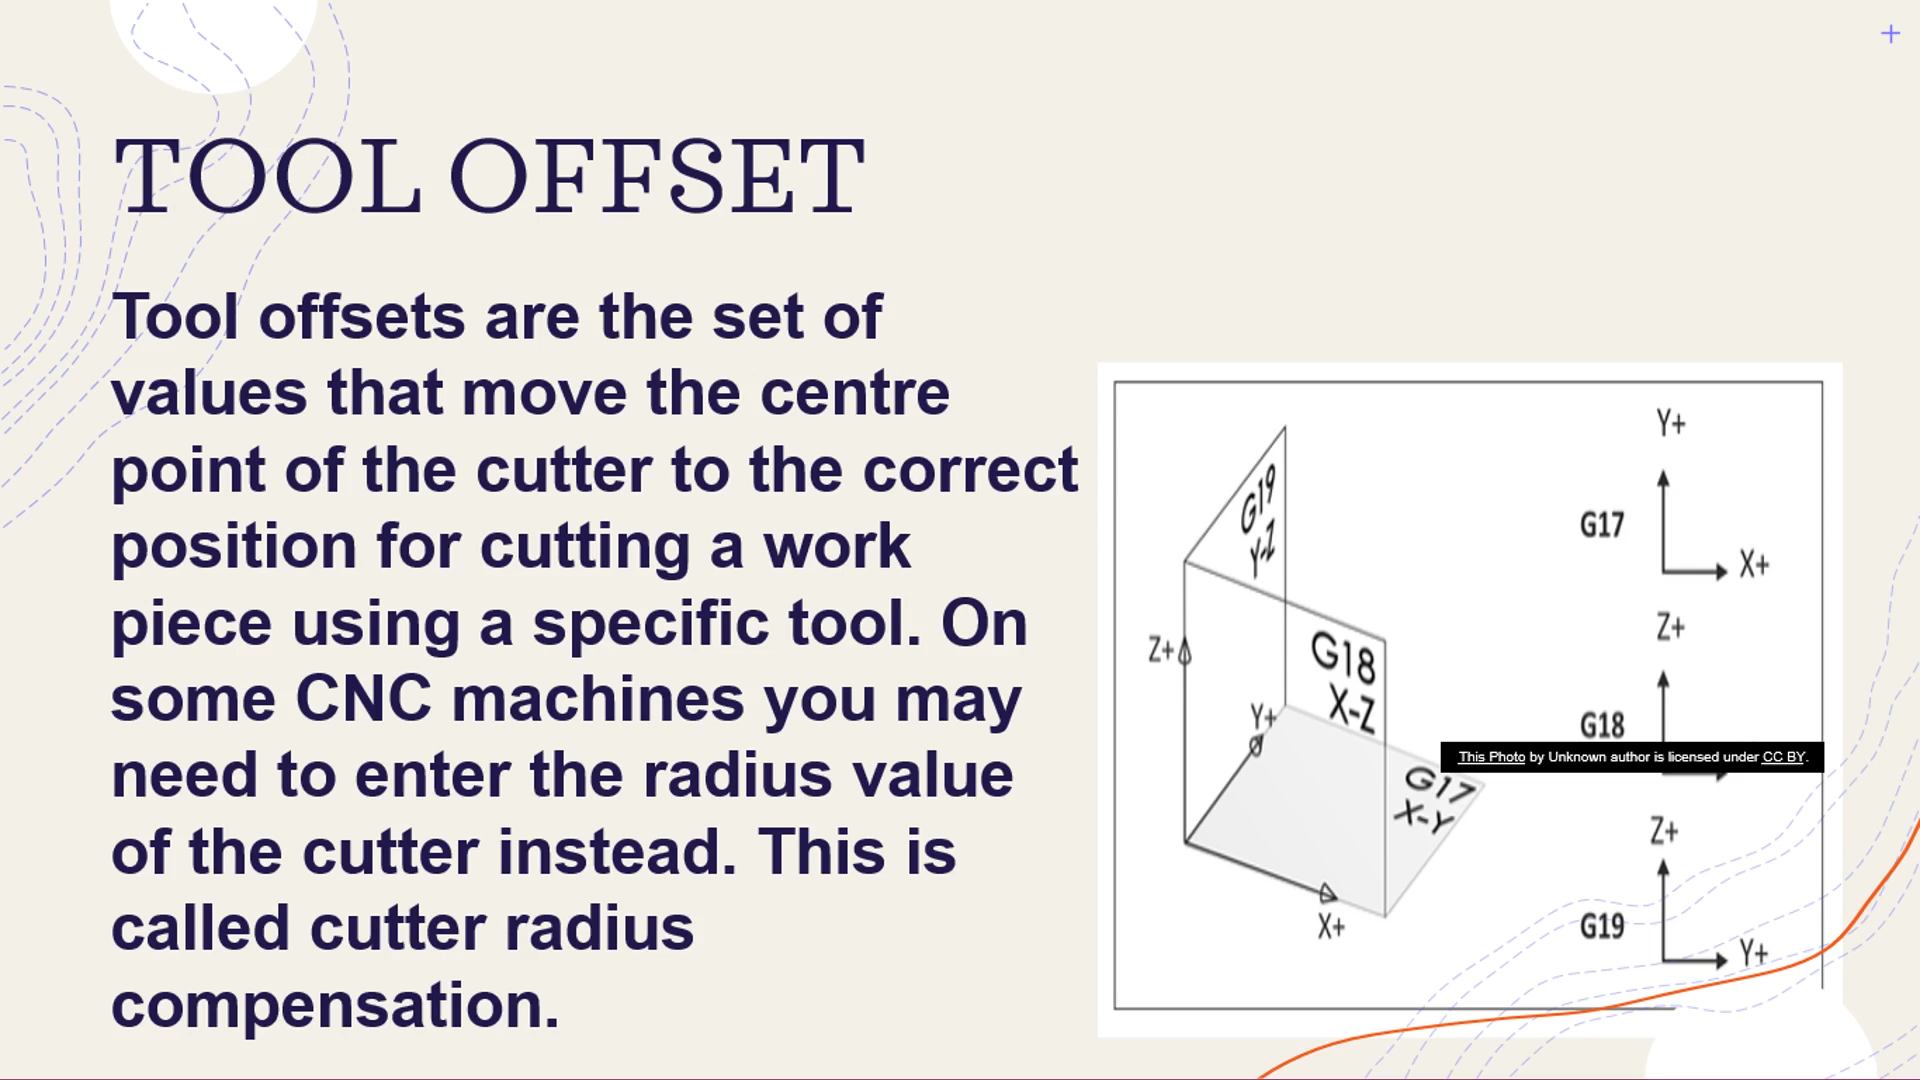 TOOL OFFSET
Tool offsets are the set of
values that move the centre
point of the cutter to the correct
position for cutting a work
piece using a specific tool. On
some CNC machines you may
need to enter the radius value
of the cutter instead. This is
called cutter radius
compensation.
G19
Y-Z
Z+
G18
X-Z
Y+
G17
X-Y
X+
Y+
G17
X+
Z+
G18
This Photo by Unknown author is licensed under CC BY.
Z+
G19
Y+